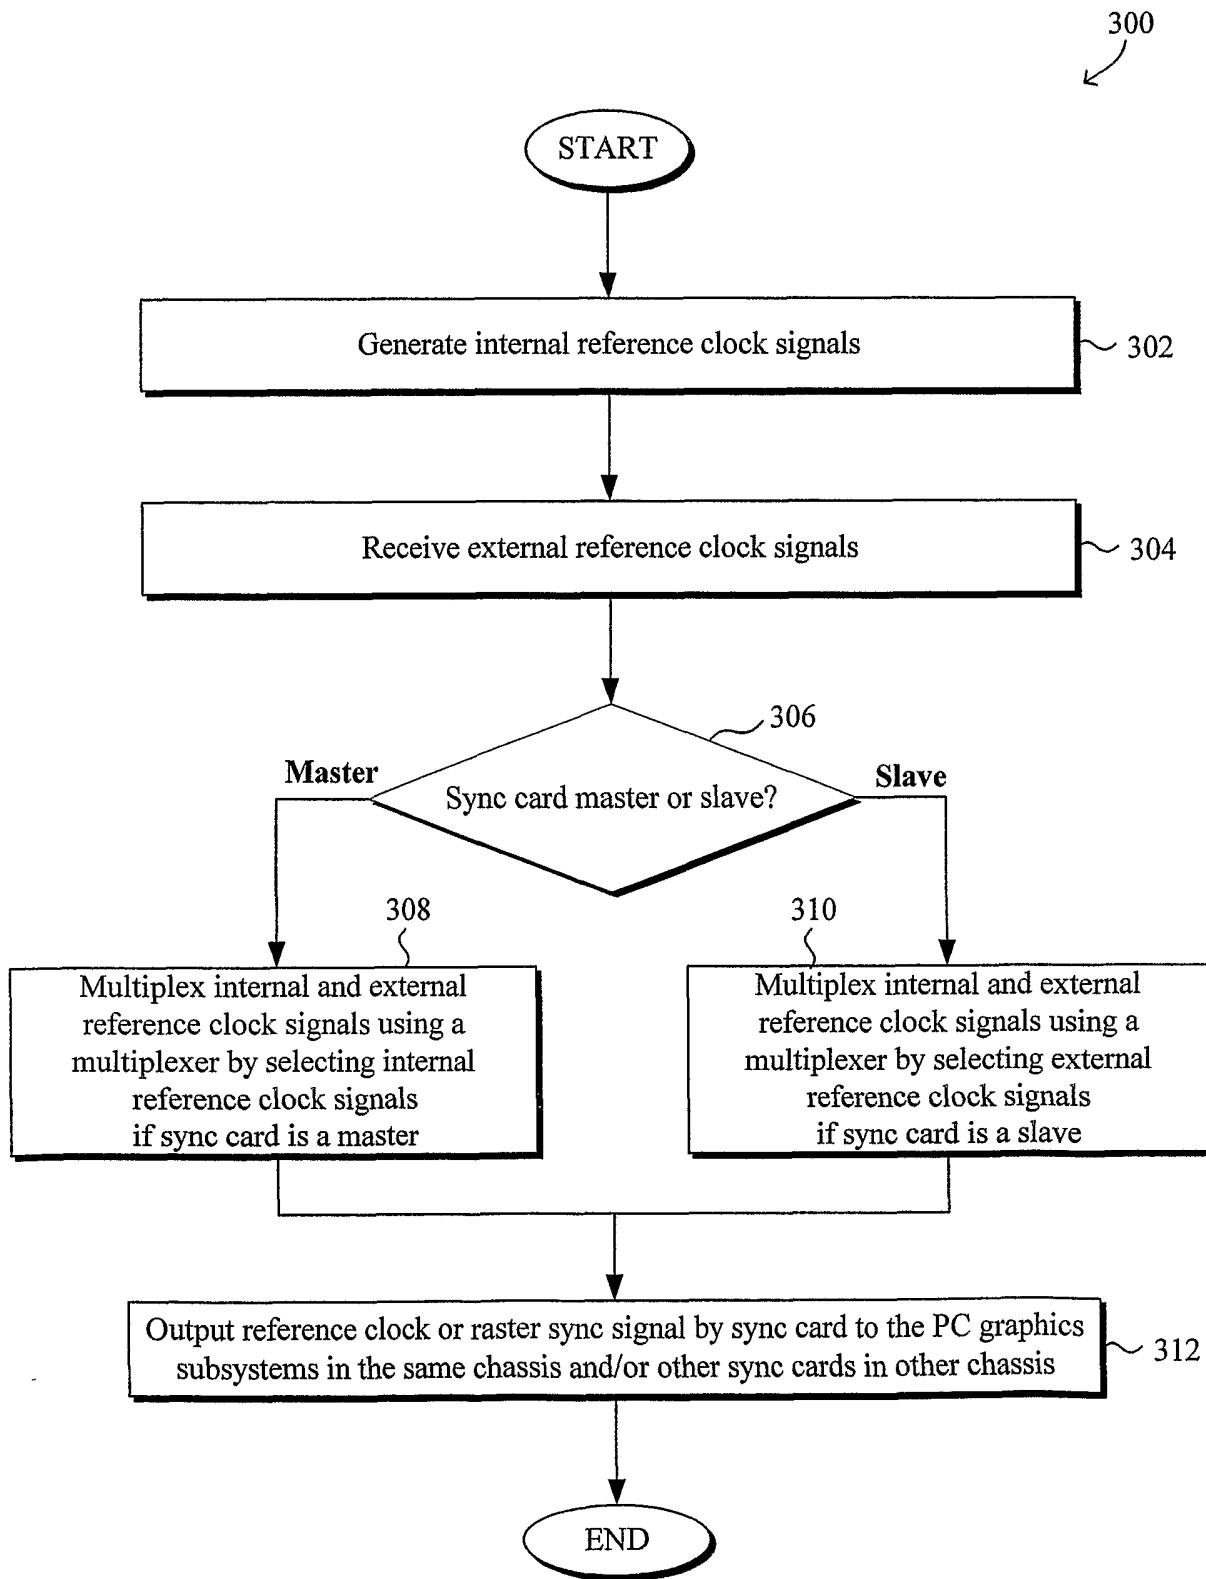 300
START
Generate internal reference clock signals
302
Receive external reference clock signals
304
306
Master
Slave
Sync card master or slave?
308
310
Multiplex internal and external
reference clock signals using a
multiplexer by selecting internal
reference clock signals
if sync card is a master
Multiplex internal and external
reference clock signals using a
multiplexer by selecting external
reference clock signals
if sync card is a slave
Output reference clock or raster sync signal by sync card to the PC graphics
subsystems in the same chassis and/or other sync cards in other chassis
312
END